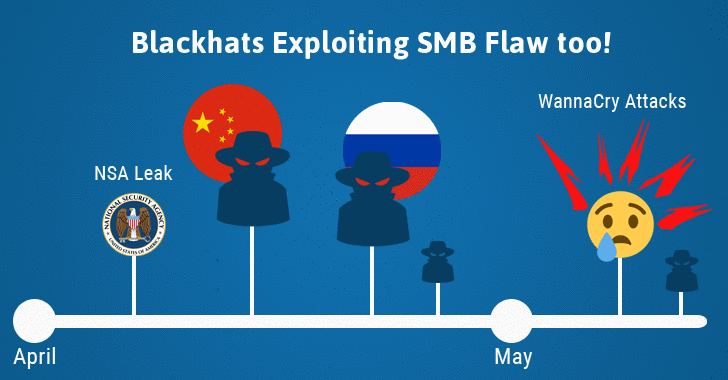 Blackhats Exploiting SMB Flaw too!
WannaCry Attacks
NSA Leak
NATIONAL SECURITY AGENCY
UNITED STATES OF AMERICA
April
May